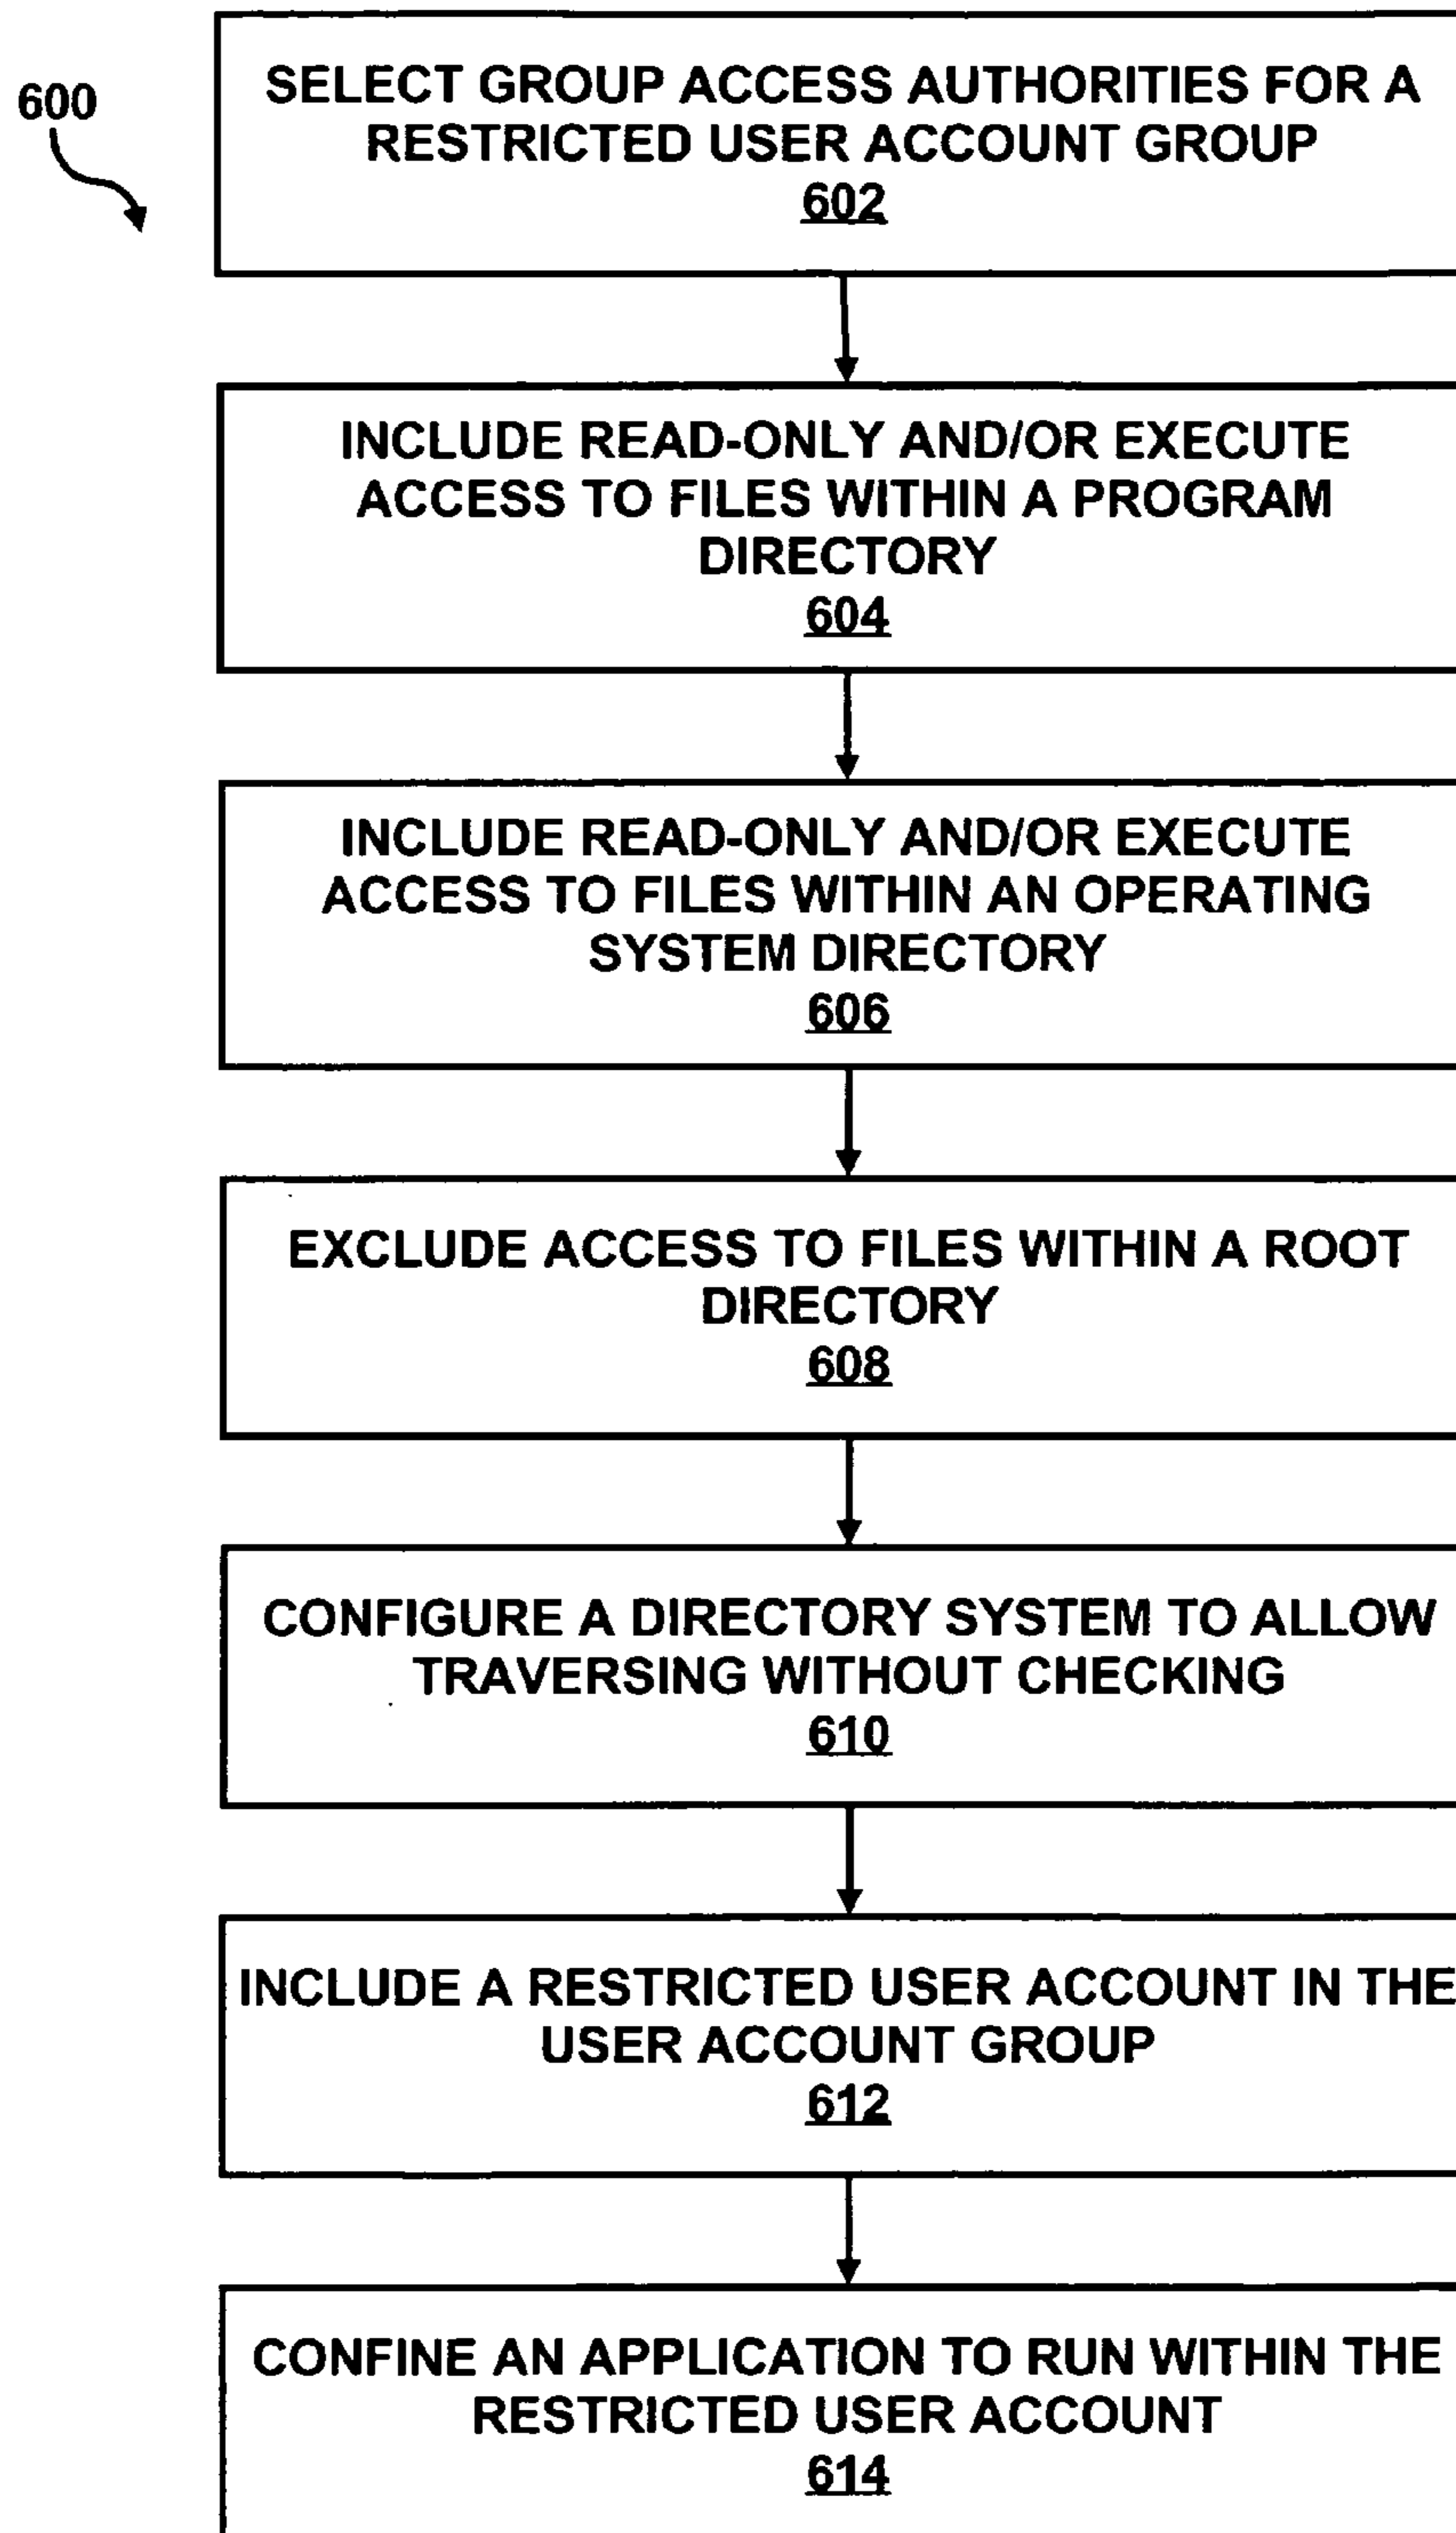 600
SELECT GROUP ACCESS AUTHORITIES FOR A
RESTRICTED USER ACCOUNT GROUP
602
INCLUDE READ-ONLY AND/OR EXECUTE
ACCESS TO FILES WITHIN A PROGRAM
DIRECTORY
604
INCLUDE READ-ONLY AND/OR EXECUTE
ACCESS TO FILES WITHIN AN OPERATING
SYSTEM DIRECTORY
606
EXCLUDE ACCESS TO FILES WITHIN A ROOT
DIRECTORY
608
CONFIGURE A DIRECTORY SYSTEM TO ALLOW
TRAVERSING WITHOUT CHECKING
610
INCLUDE A RESTRICTED USER ACCOUNT IN THE
USER ACCOUNT GROUP
612
CONFINE AN APPLICATION TO RUN WITHIN THE
RESTRICTED USER ACCOUNT
614